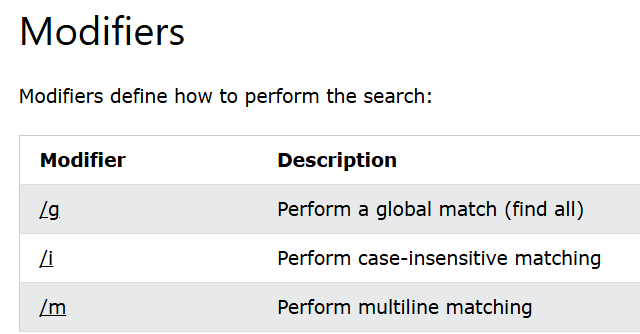 Modifiers
Modifiers define how to perform the search:
Modifier Description
/g Perform a global match (find all)
/i Perform case-insensitive matching
/m Perform multiline matching